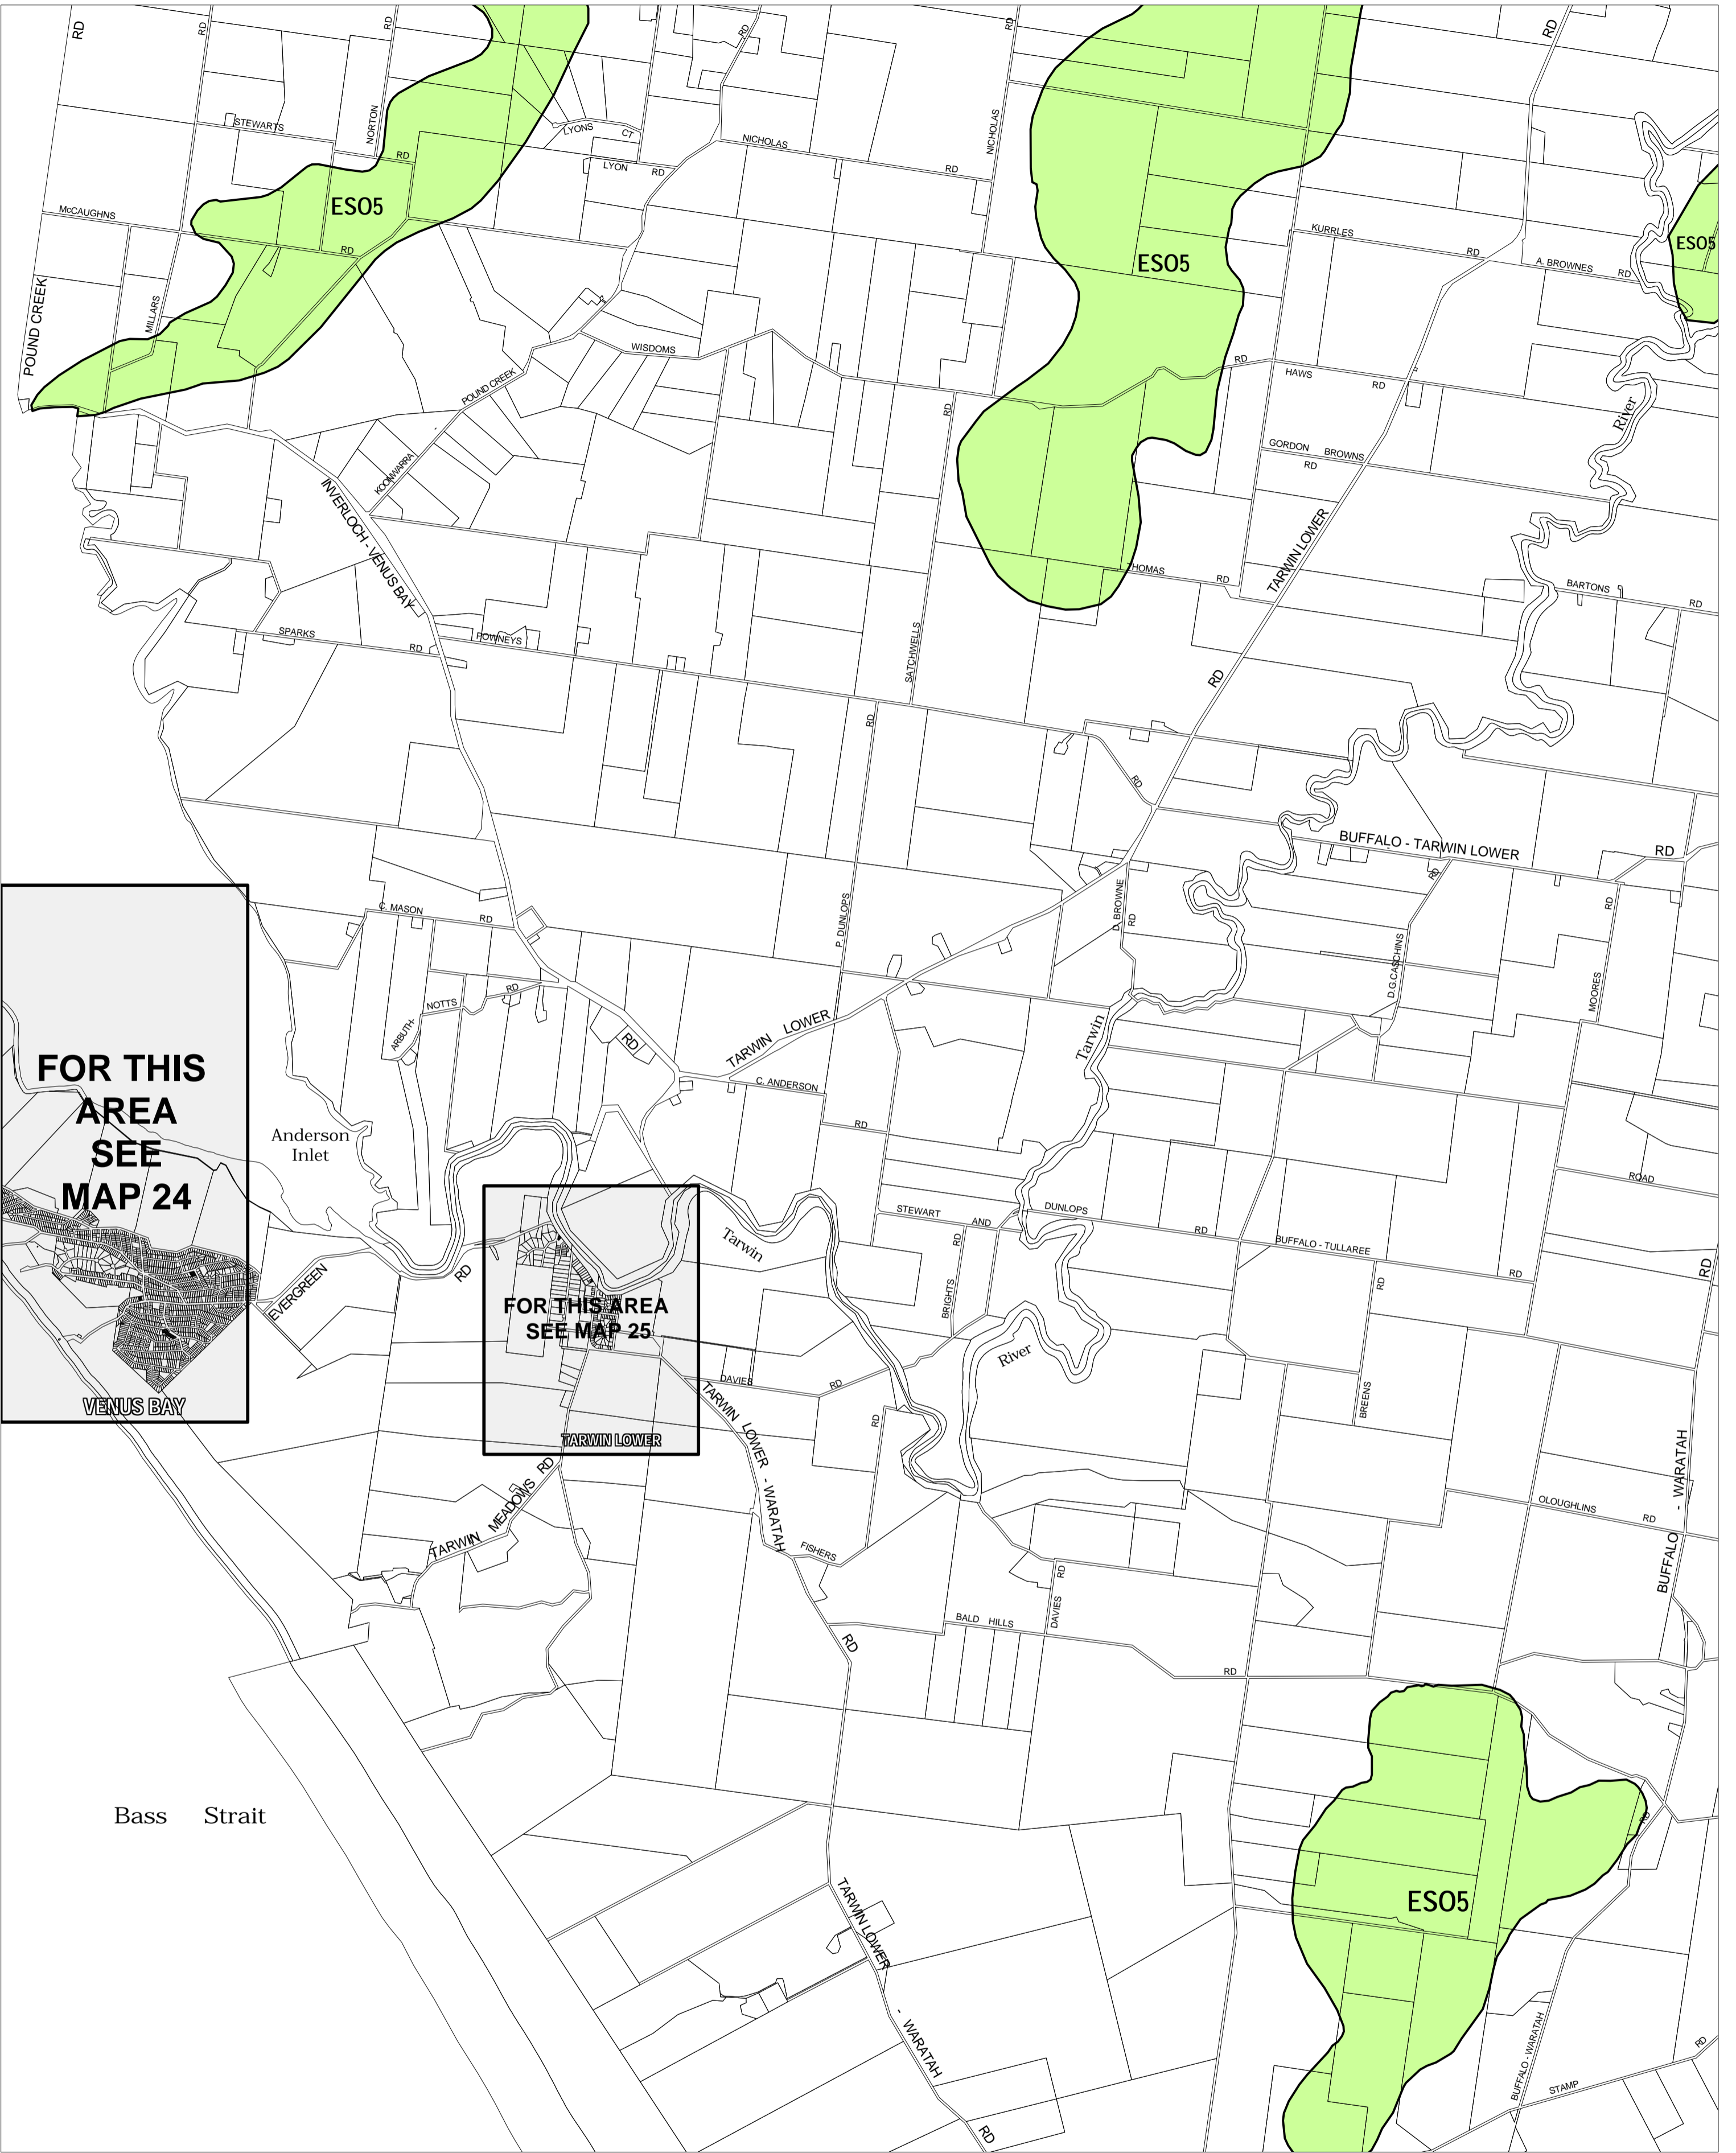 RD
RD
RD
RD
RD
RD
STEWARTS
NORTON
RD
LYONS CT
LYON RD
NICHOLAS RD
NICHOLAS
McCAUGHNS
RD
ESO5
ESO5
ESO5
KURRLES RD
A. BROWNES RD
POUND CREEK
MILLARS
WISDOMS
POUND CREEK
KOONWARRA
RD
HAWS RD
River
RD
GORDON BROWNS
RD
INVERLOCH - VENUS BAY
TARWIN LOWER
THOMAS RD
BARTONS RD
SPARKS RD
POWNEYS
SATCHWELLS
RD
RD
RD
BUFFALO - TARWIN LOWER RD
RD
C. MASON RD
P. DUNLOPS
D. BROWNE
RD
D.G.CASCHINS
RD
MOORES
NOTTS RD
ARBUTH
RD
TARWIN LOWER
Tarwin
C. ANDERSON
RD
FOR THIS
AREA
SEE
MAP 24
Anderson
Inlet
ROAD
STEWART AND DUNLOPS RD
Tarwin
RD
BRIGHTS
BUFFALO - TULLAREE RD
RD
RD
EVERGREEN
RD
FOR THIS AREA
SEE MAP 25
River
BREENS
VENUS BAY
DAVIES RD
TARWIN LOWER - WARATAH
RD
TARWIN LOWER
TARWIN MEADOWS RD
FISHERS
OLOUGHLINS RD
BUFFALO - WARATAH
RD
DAVIES
BALD HILLS
RD
RD
Bass Strait
RD
ESO5
TARWIN LOWER
- WARATAH
RD
BUFFALO - WARATAH
STAMP
RD